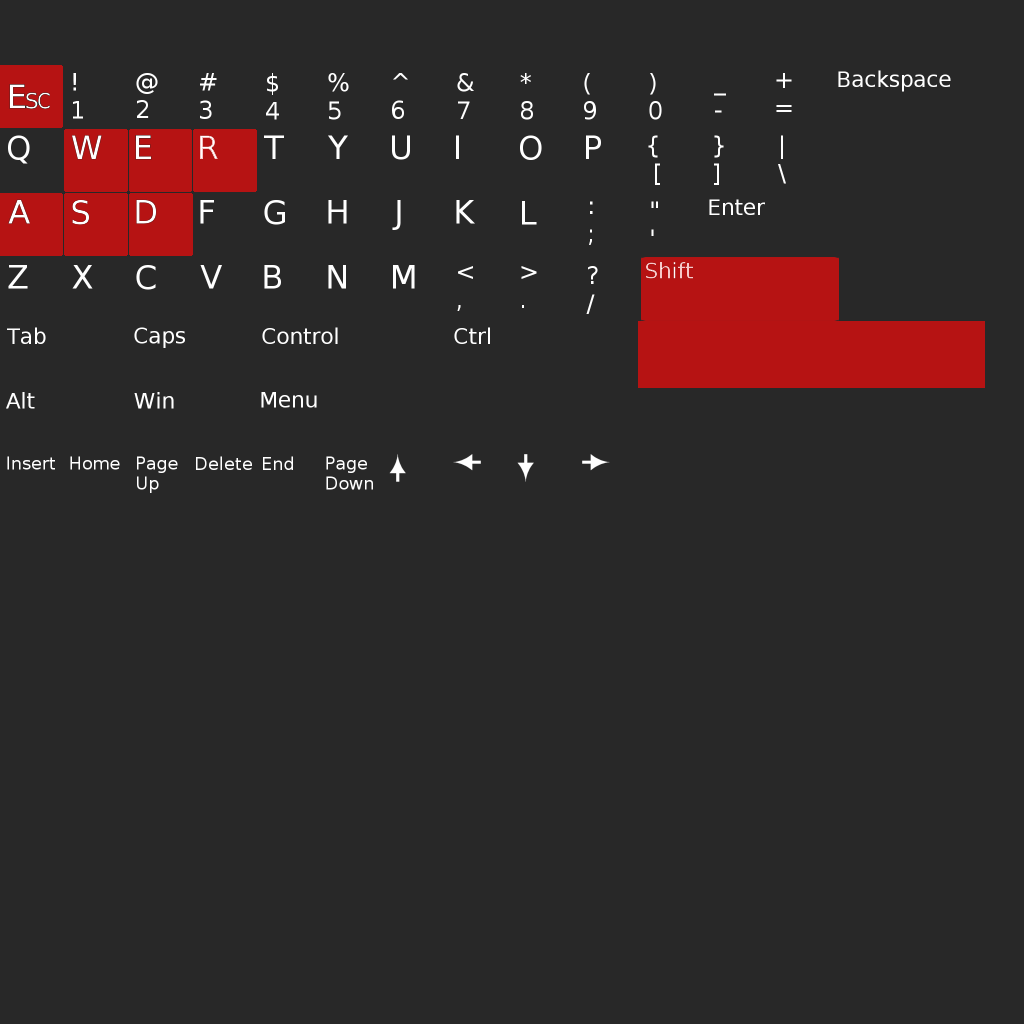 Esc ! @ # $ % ^ & * ( ) _ + Backspace
1 2 3 4 5 6 7 8 9 0 - =
Q W E R T Y U I O P { } |
[ ] \
A S D F G H J K L : " Enter
; '
Z X C V B N M < > ? Shift
, . /
Tab Caps Control Ctrl
Alt Win Menu
Insert Home Page Delete End Page
Up Down